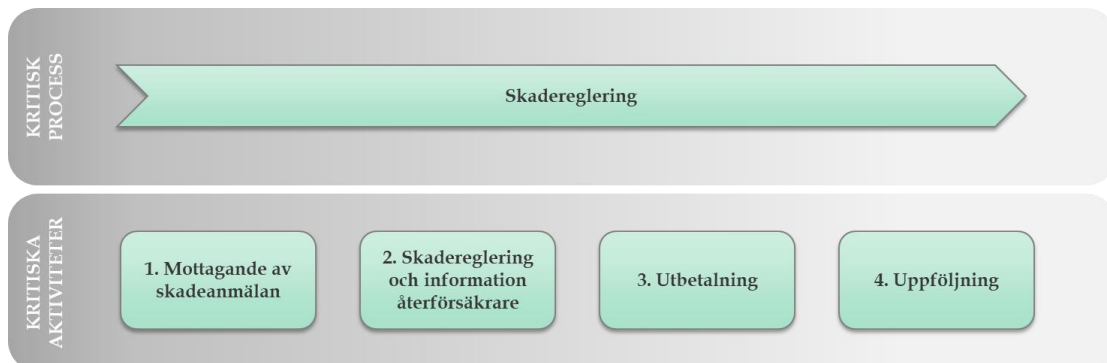 KRITISK
PROCESS
Skadereglering
KRITISKA
AKTIVITETER
1. Mottagande av
skadeanmälan
2. Skadereglering
och information
återförsäkrare
3. Utbetalning
4. Uppföljning